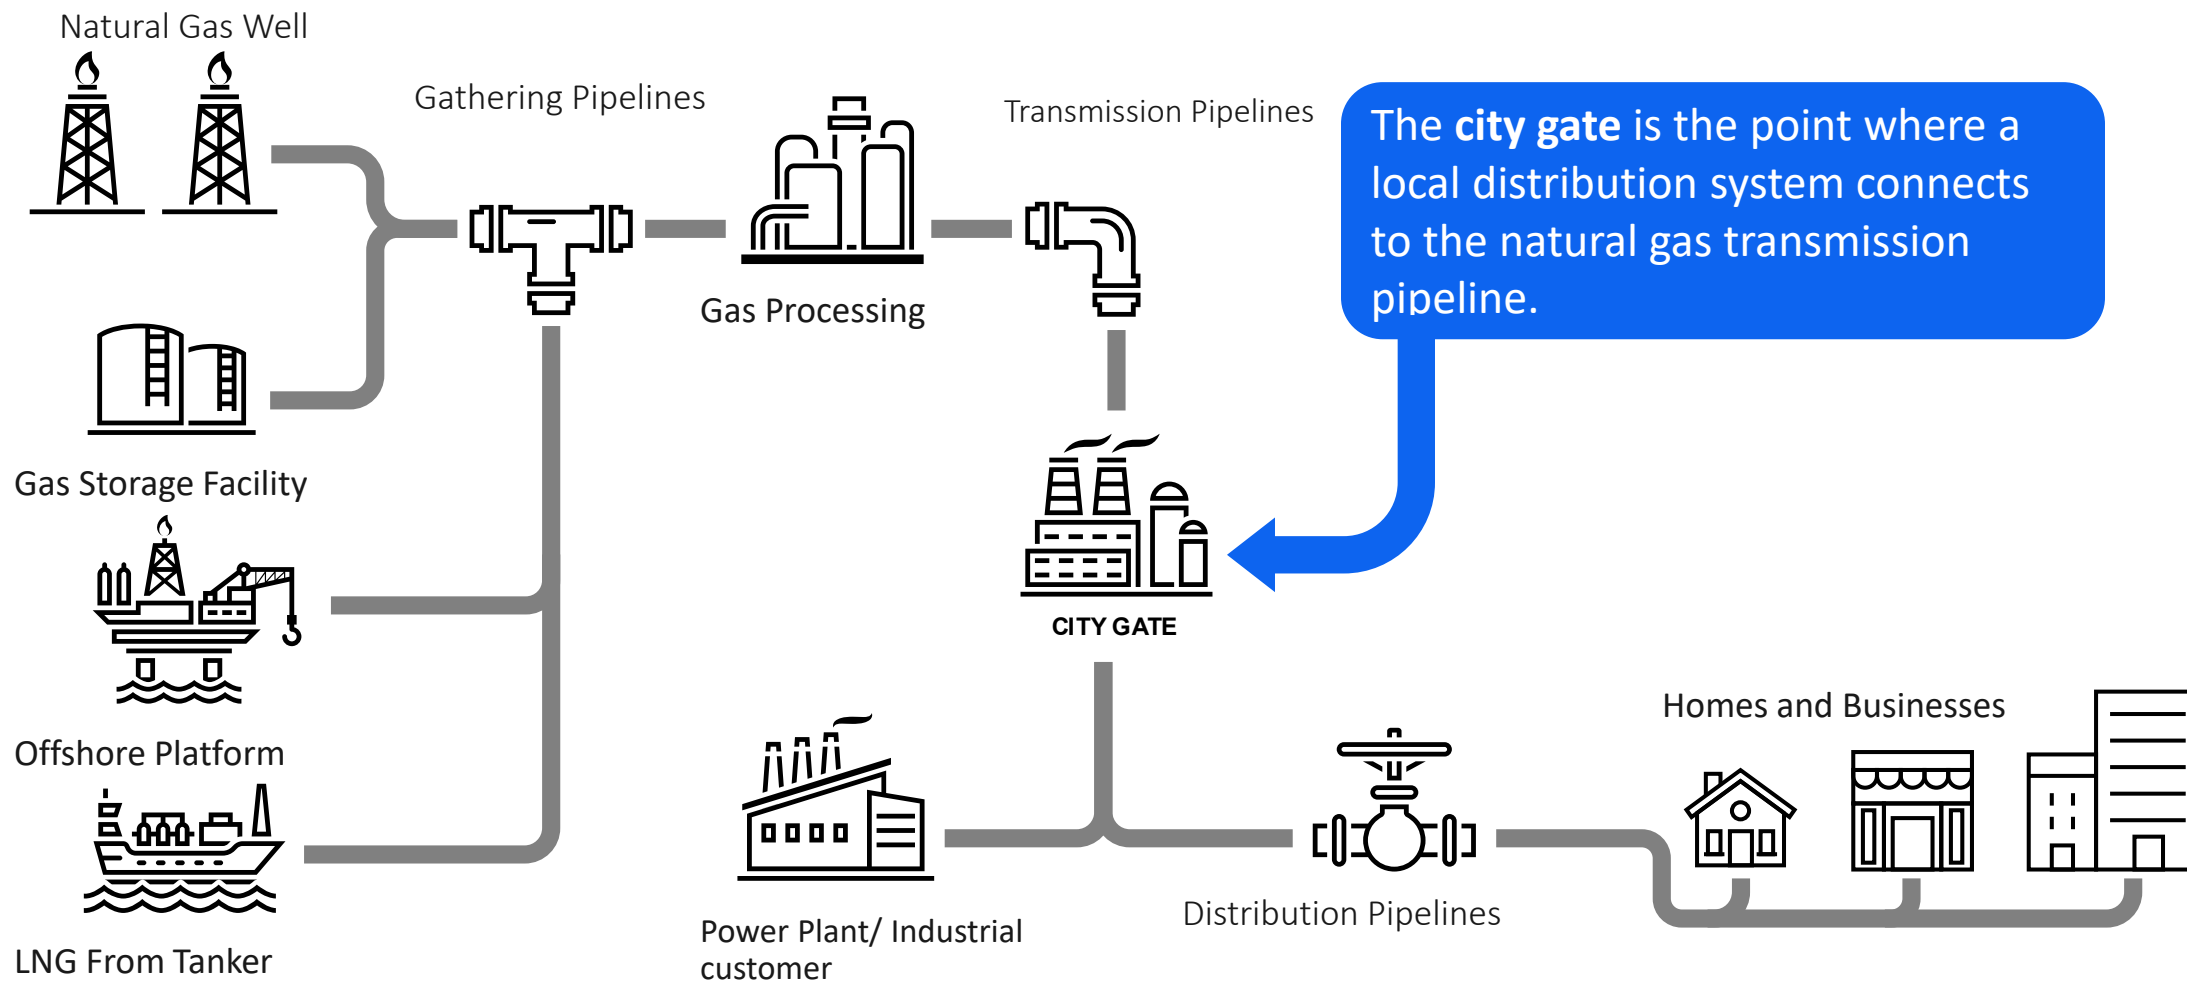 Natural Gas Well
Gathering Pipelines
Transmission Pipelines
The city gate is the point where a
local distribution system connects
to the natural gas transmission
pipeline.
Gas Processing
Gas Storage Facility
CITY GATE
Offshore Platform
Homes and Businesses
LNG From Tanker
Power Plant/ Industrial
customer
Distribution Pipelines